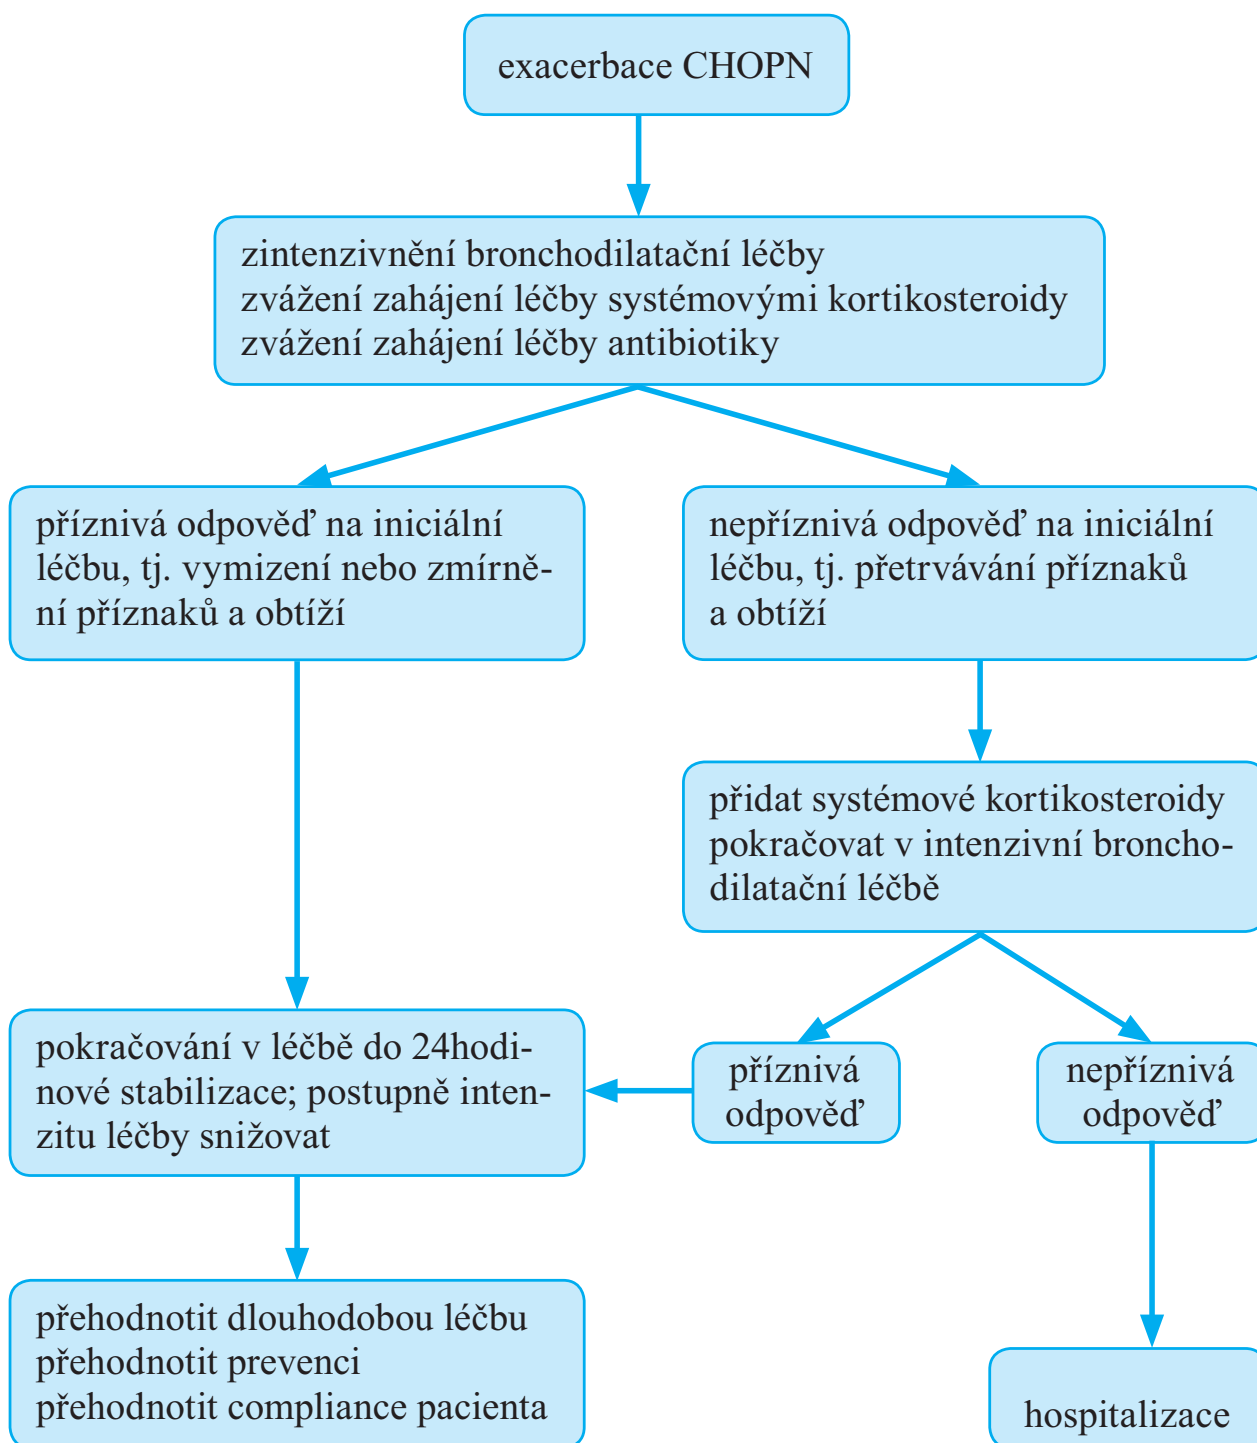 exacerbace CHOPN
zintenzivnění bronchodilatační léčby
zvážení zahájení léčby systémovými kortikosteroidy
zvážení zahájení léčby antibiotiky
příznivá odpověď na iniciální
léčbu, tj. vymizení nebo zmírně-
ní příznaků a obtíží
nepříznivá odpověď na iniciální
léčbu, tj. přetrvávání příznaků
a obtíží
přidat systémové kortikosteroidy
pokračovat v intenzivní broncho-
dilatační léčbě
pokračování v léčbě do 24hodi-
nové stabilizace; postupně inten-
zitu léčby snižovat
příznivá
odpověď
nepříznivá
odpověď
přehodnotit dlouhodobou léčbu
přehodnotit prevenci
přehodnotit compliance pacienta
hospitalizace